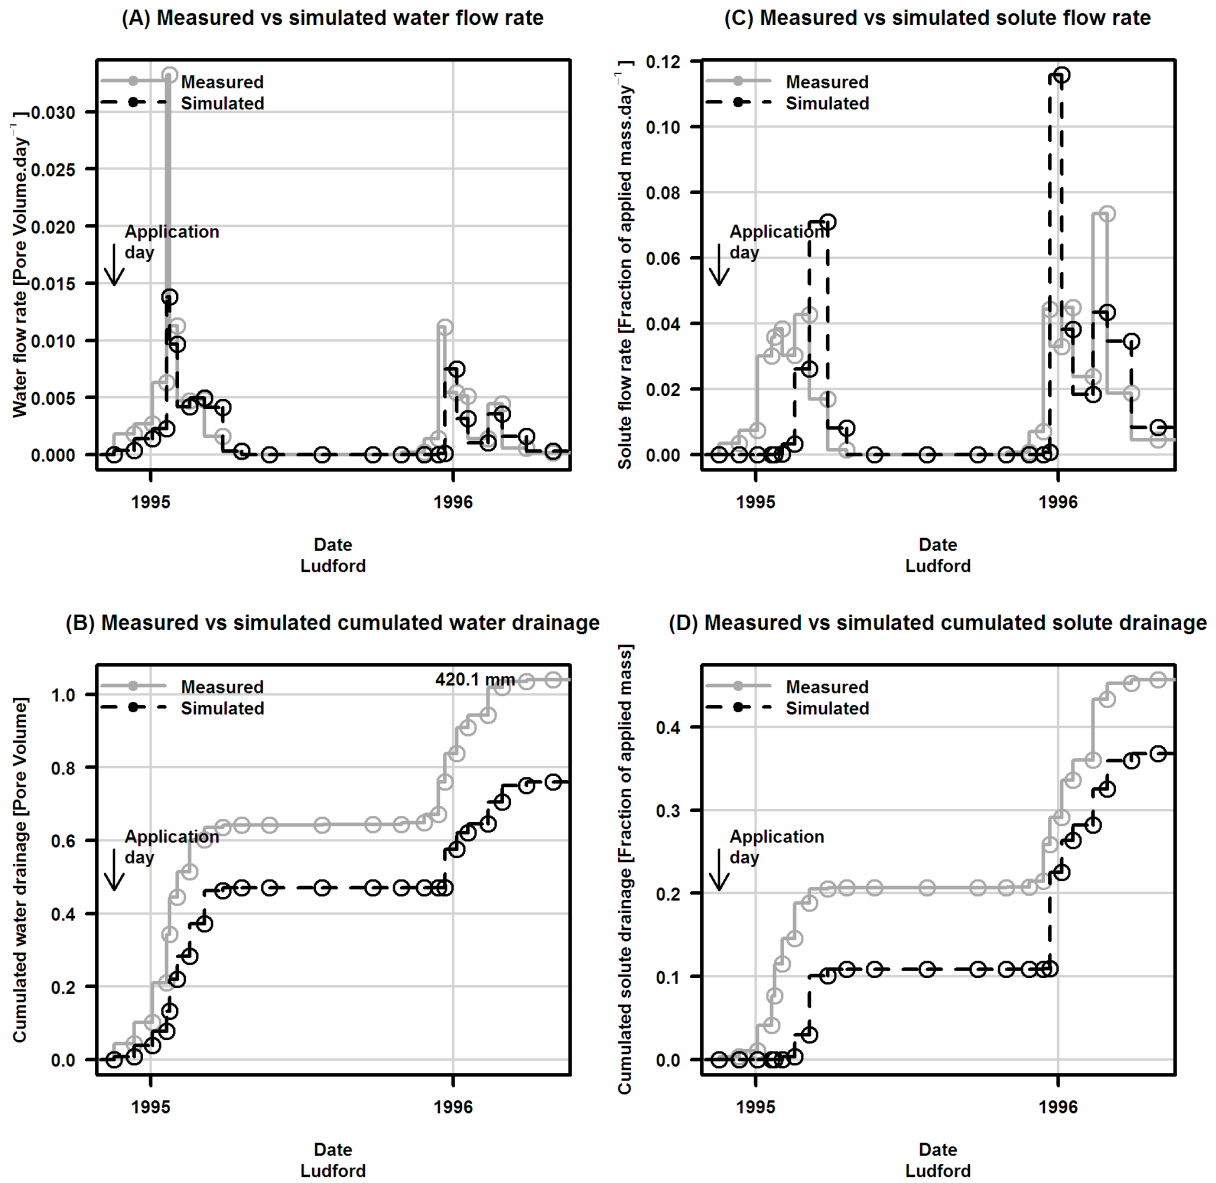 (A) Measured vs simulated water flow rate
Water flow rate [Pore Volume.day−1 ]
0.030
0.025
0.020
0.015
0.010
0.005
0.000
Measured
Simulated
Application
day
1995
1996
Date
Ludford
(C) Measured vs simulated solute flow rate
Solute flow rate [Fraction of applied mass.day−1 ]
0.12
0.10
0.08
0.06
0.04
0.02
0.00
Measured
Simulated
Application
day
1995
1996
Date
Ludford
(B) Measured vs simulated cumulated water drainage
Cumulated water drainage [Pore Volume]
1.0
0.8
0.6
0.4
0.2
0.0
Measured
Simulated
420.1 mm
Application
day
1995
1996
Date
Ludford
(D) Measured vs simulated cumulated solute drainage
Cumulated solute drainage [Fraction of applied mass]
0.4
0.3
0.2
0.1
0.0
Measured
Simulated
Application
day
1995
1996
Date
Ludford